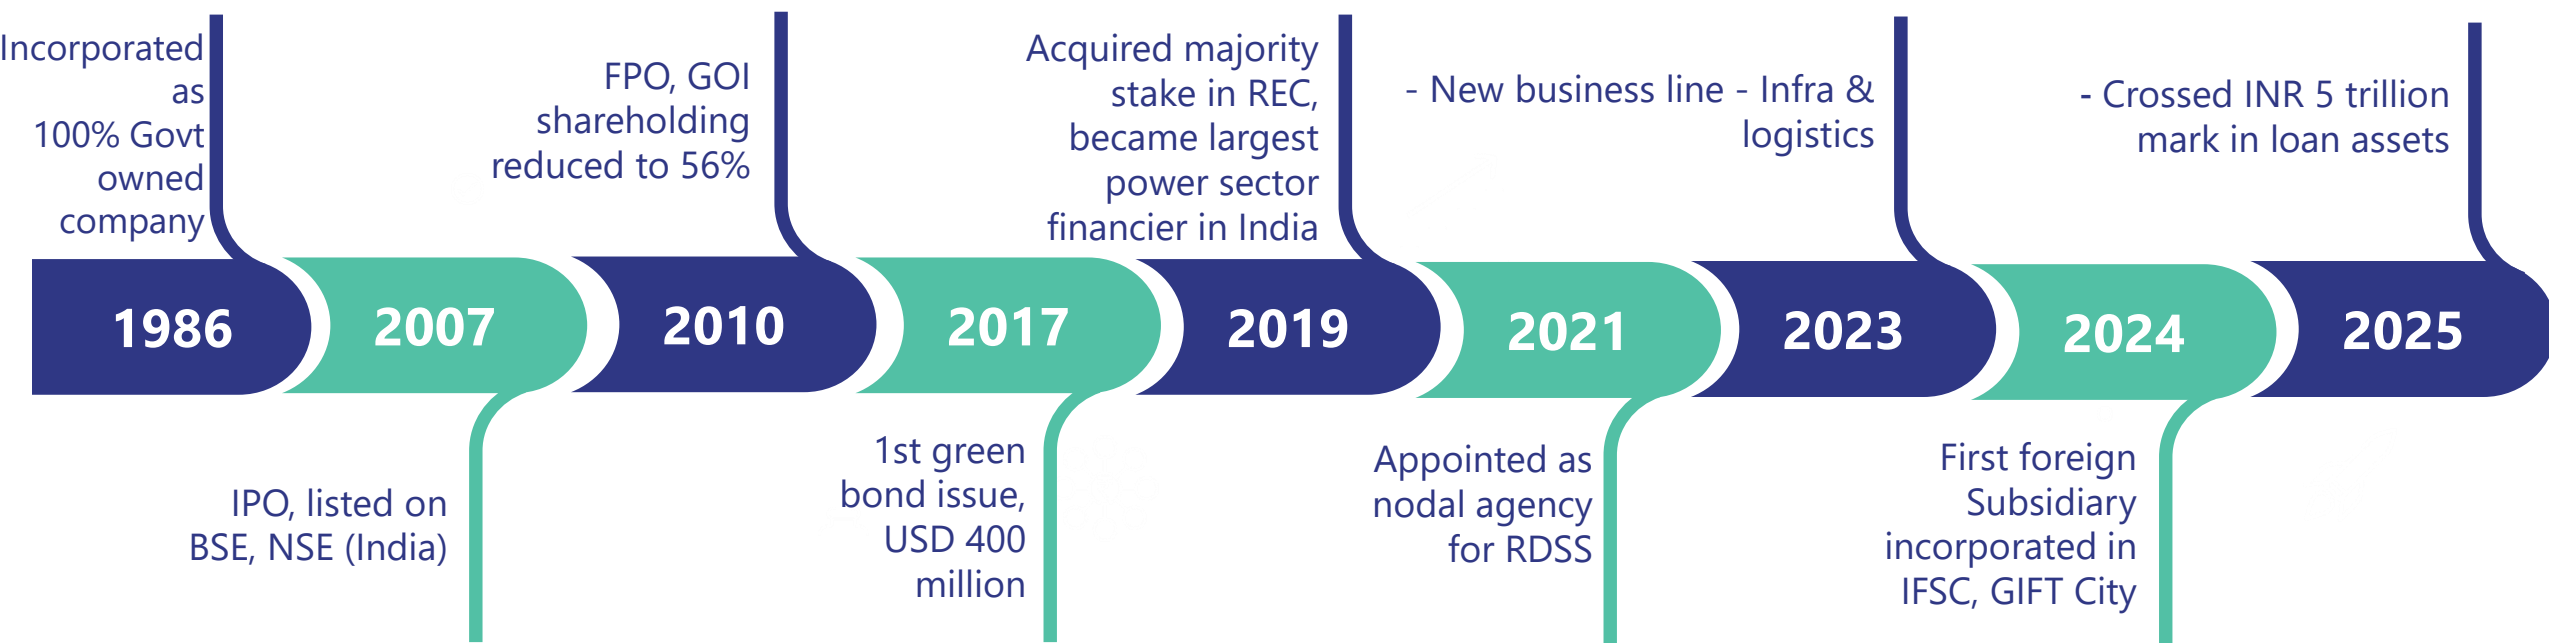 Incorporated
as
100% Govt
owned
company
1986
2007
IPO, listed on
BSE, NSE (India)
FPO, GOI
shareholding
reduced to 56%
2010
2017
1st green
bond issue,
USD 400
million
Acquired majority
stake in REC,
became largest
power sector
financier in India
2019
2021
Appointed as
nodal agency
for RDSS
- New business line - Infra &
logistics
2023
2024
First foreign
Subsidiary
incorporated in
IFSC, GIFT City
- Crossed INR 5 trillion
mark in loan assets
2025